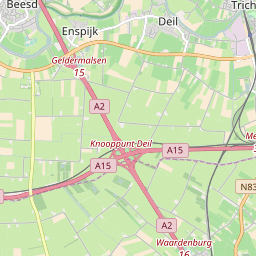 Beesd
Trich
Deil
Enspijk
Geldermalsen
15
A2
Knooppunt Deil
Me
A15
A15
N83
A2
Waardenburg
16